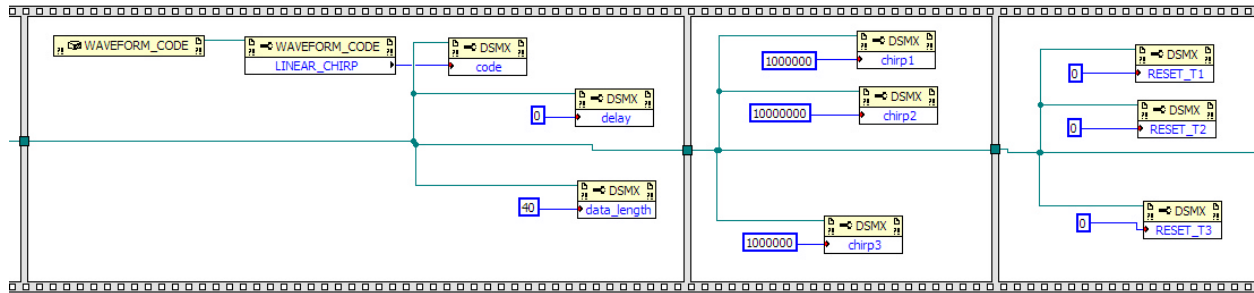 WAVEFORM_CODE
WAVEFORM_CODE
LINEAR_CHIRP
DSMX
code
DSMX
0
delay
DSMX
40
data_length
DSMX
1000000
chirp1
DSMX
10000000
chirp2
DSMX
1000000
chirp3
DSMX
0
RESET_T1
DSMX
0
RESET_T2
DSMX
0
RESET_T3